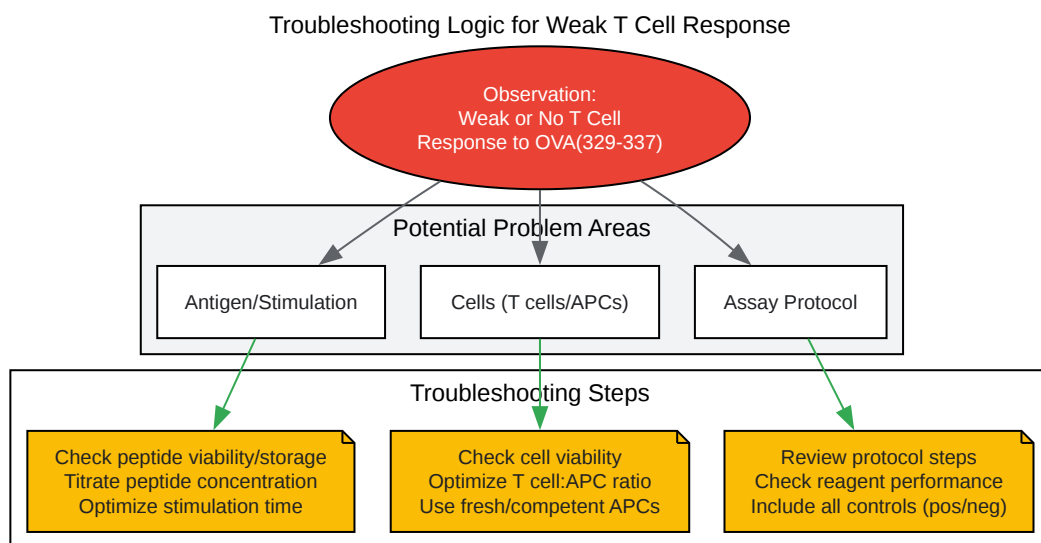 Troubleshooting Logic for Weak T Cell Response
Observation:
Weak or No T Cell
Response to OVA(329-337)
Potential Problem Areas
Antigen/Stimulation
Cells (T cells/APCs)
Assay Protocol
Troubleshooting Steps
Check peptide viability/storage
Titrate peptide concentration
Optimize stimulation time
Check cell viability
Optimize T cell:APC ratio
Use fresh/competent APCs
Review protocol steps
Check reagent performance
Include all controls (pos/neg)